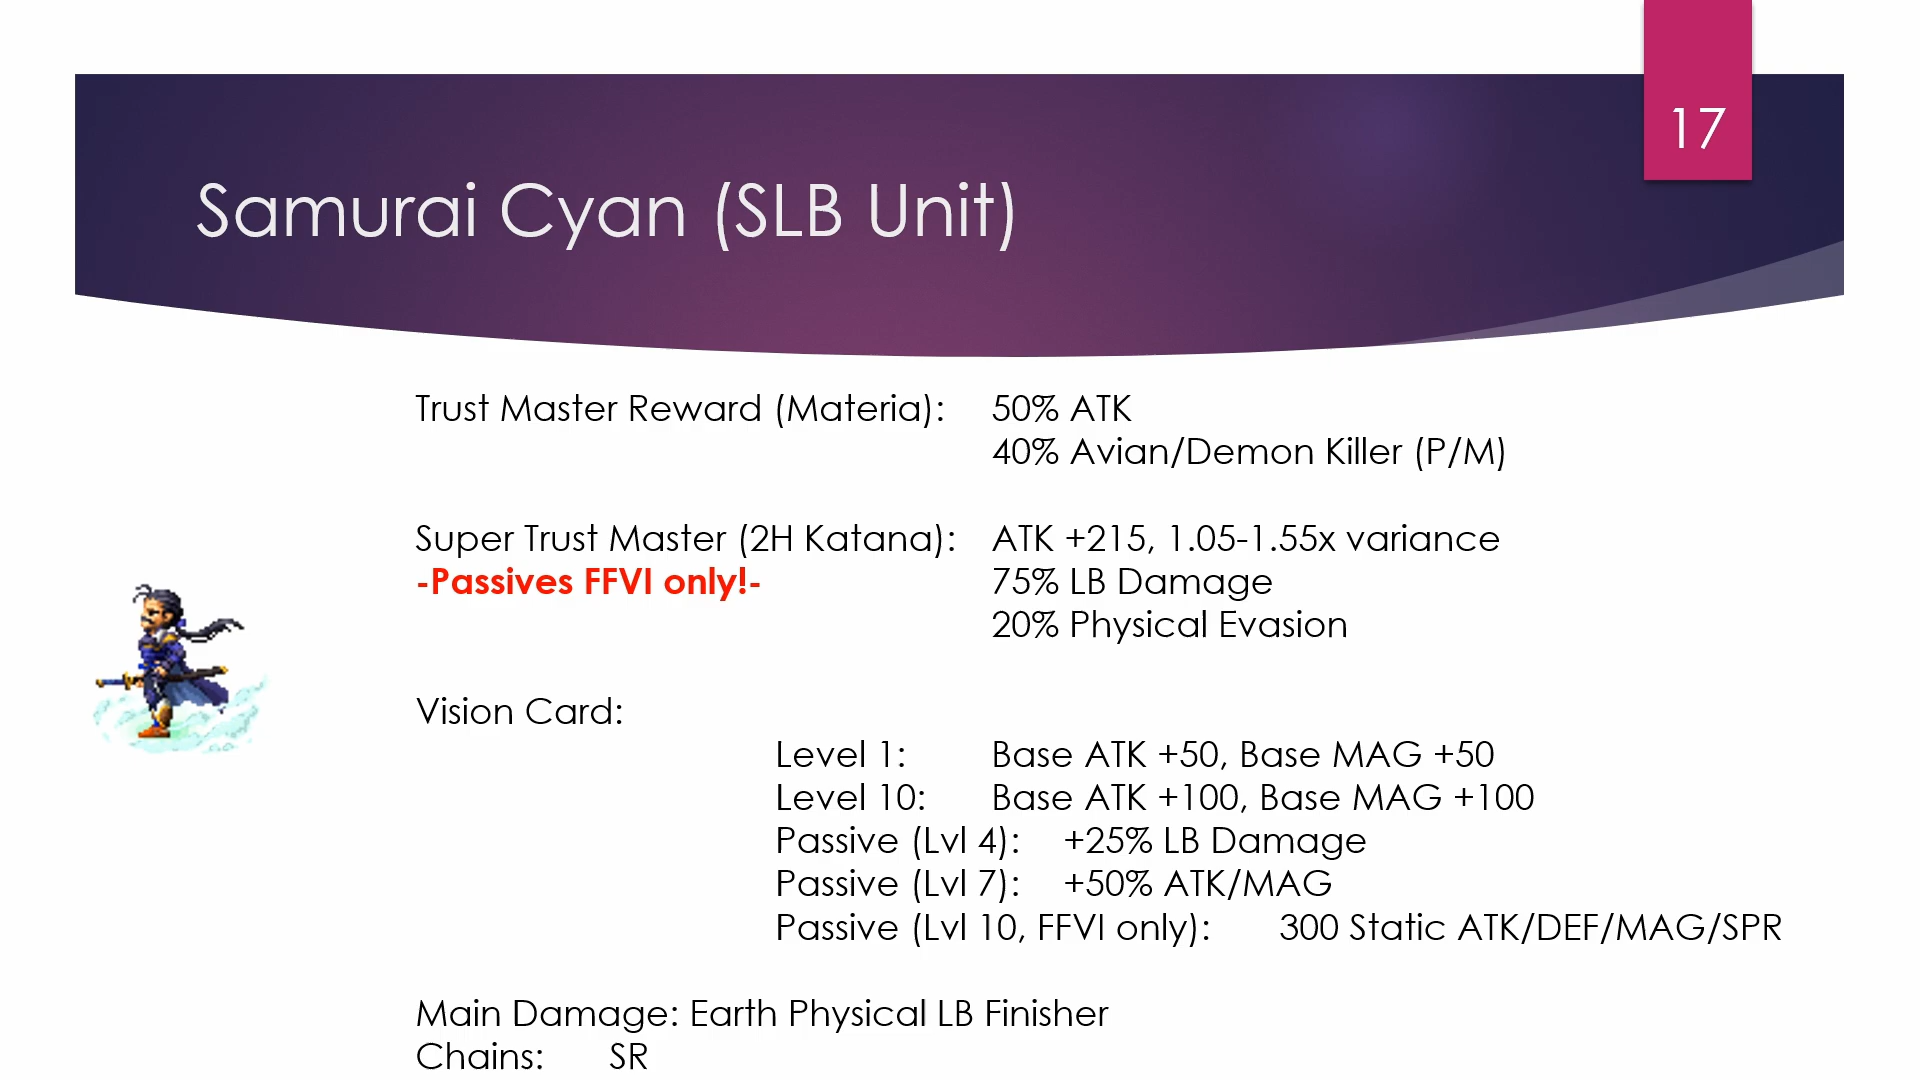 17
Samurai Cyan (SLB Unit)
Trust Master Reward (Materia): 50% ATK
40% Avian/Demon Killer (P/M)
Super Trust Master (2H Katana): ATK +215, 1.05-1.55x variance
-Passives FFVI only!- 75% LB Damage
20% Physical Evasion
Vision Card:
Level 1: Base ATK +50, Base MAG +50
Level 10: Base ATK +100, Base MAG +100
Passive (Lvl 4): +25% LB Damage
Passive (Lvl 7): +50% ATK/MAG
Passive (Lvl 10, FFVI only): 300 Static ATK/DEF/MAG/SPR
Main Damage: Earth Physical LB Finisher
Chains: SR